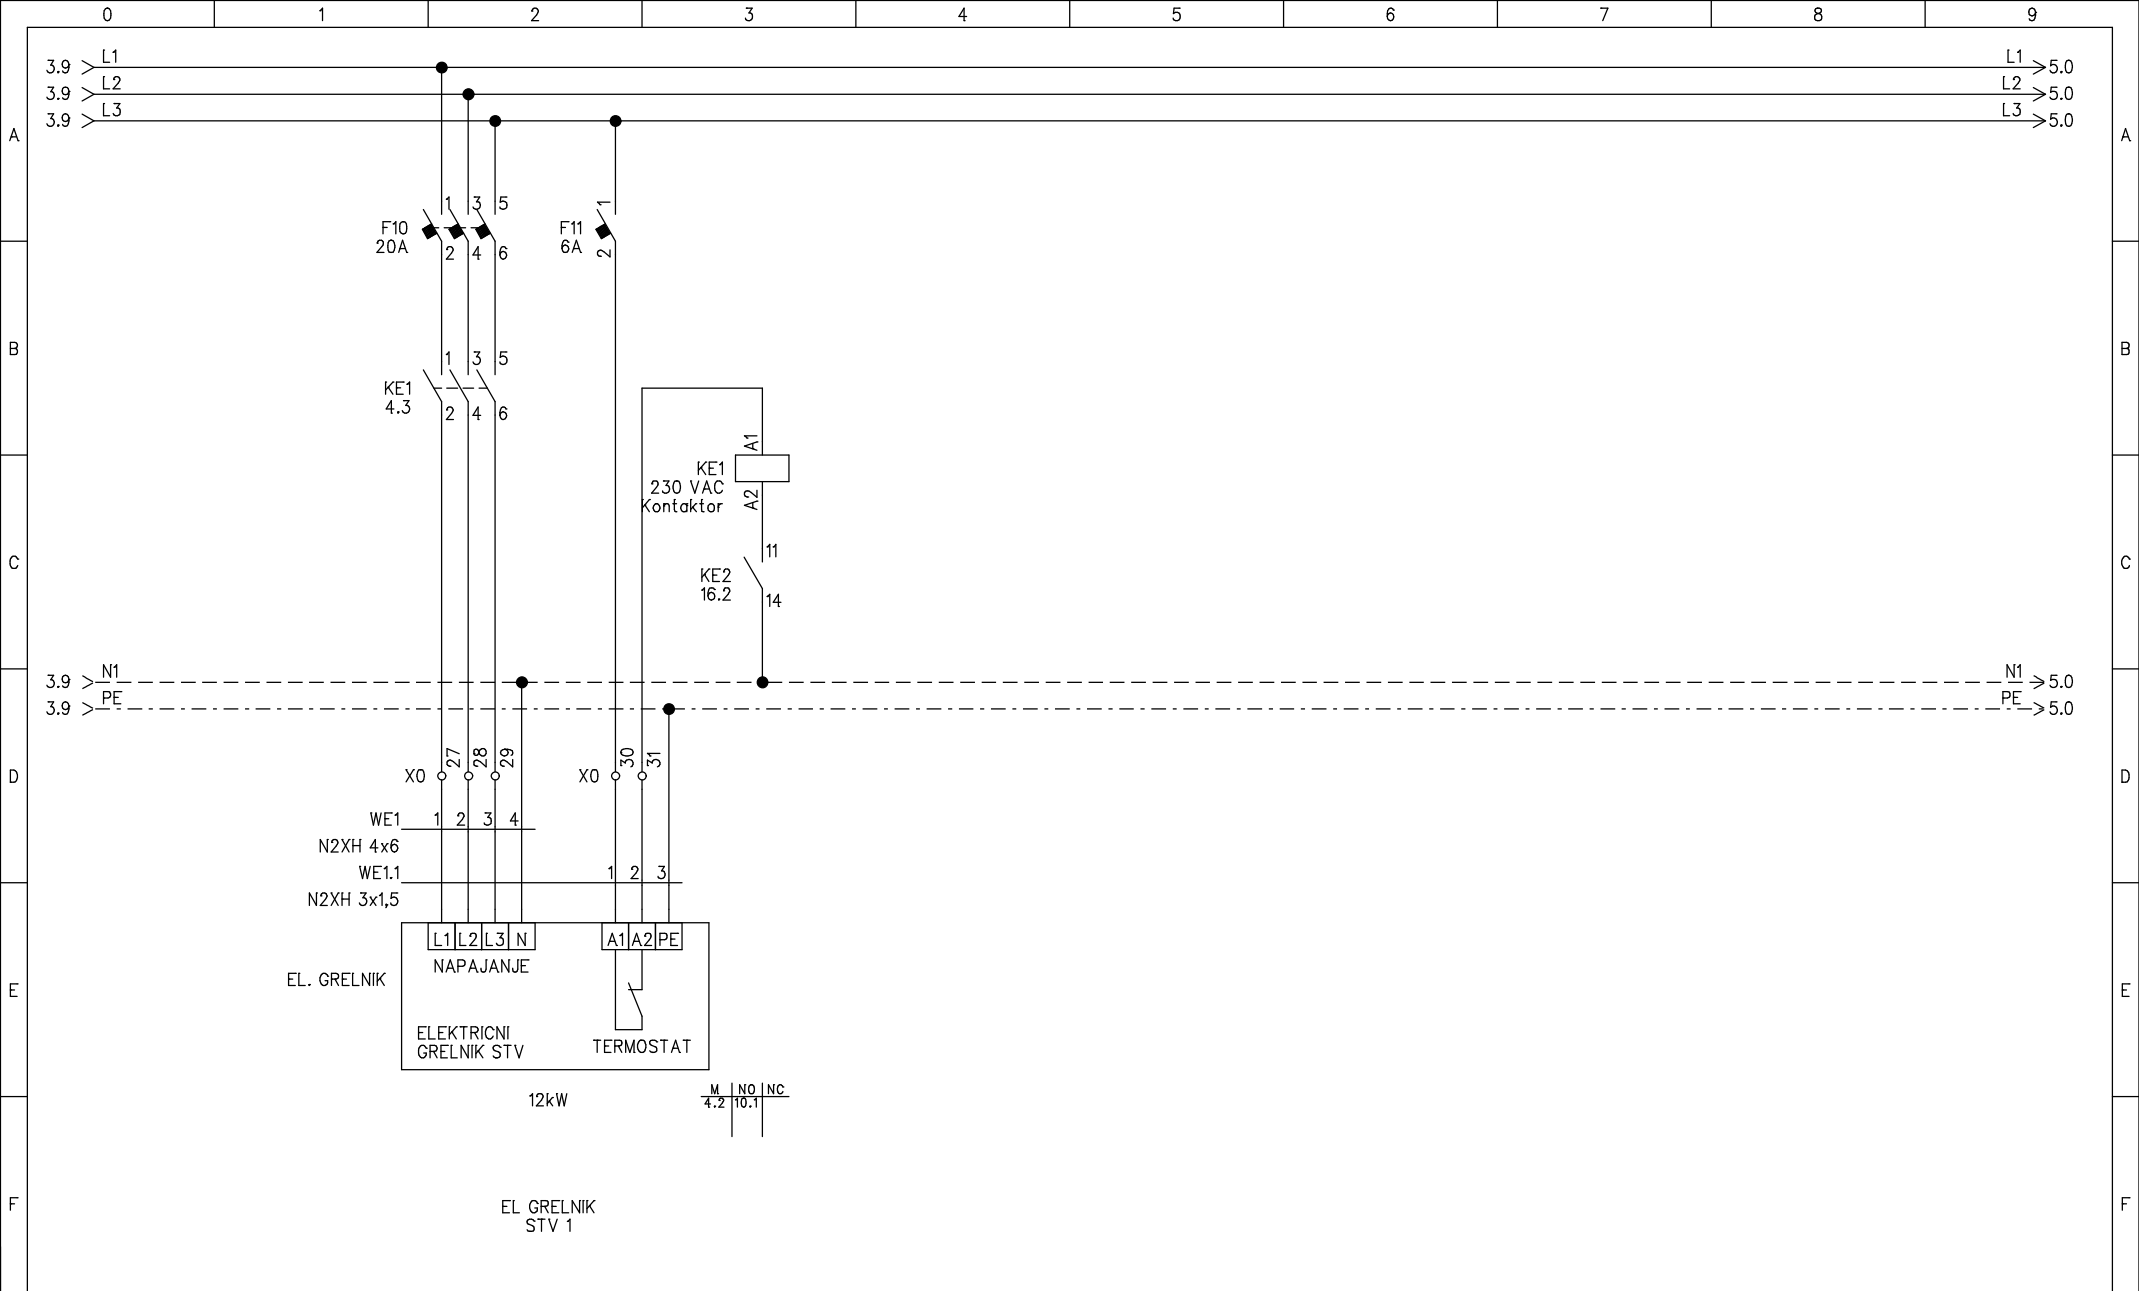 0 1 2 3 4 5 6 7 8 9
3.9 L1 L1 5.0
3.9 L2 L2 5.0
3.9 L3 L3 5.0
A A
1 3 5 1
F10 F11
20A 6A
2 4 6 2
B B
1 3 5
KE1
4.3
2 4 6
A1
KE1
230 VAC
Kontaktor
A2
11
C C
KE2
16.2
14
3.9 N1 N1 5.0
3.9 PE PE 5.0
27 28 29 30 31
D X0 X0 D
WE1 1 2 3 4
N2XH 4x6
WE1.1 1 2 3
N2XH 3x1,5
L1 L2 L3 N A1 A2 PE
NAPAJANJE
EL. GRELNIK
E E
ELEKTRICNI
GRELNIK STV
TERMOSTAT
M NO NC
4.2 10.1
12kW
F F
EL GRELNIK
STV 1